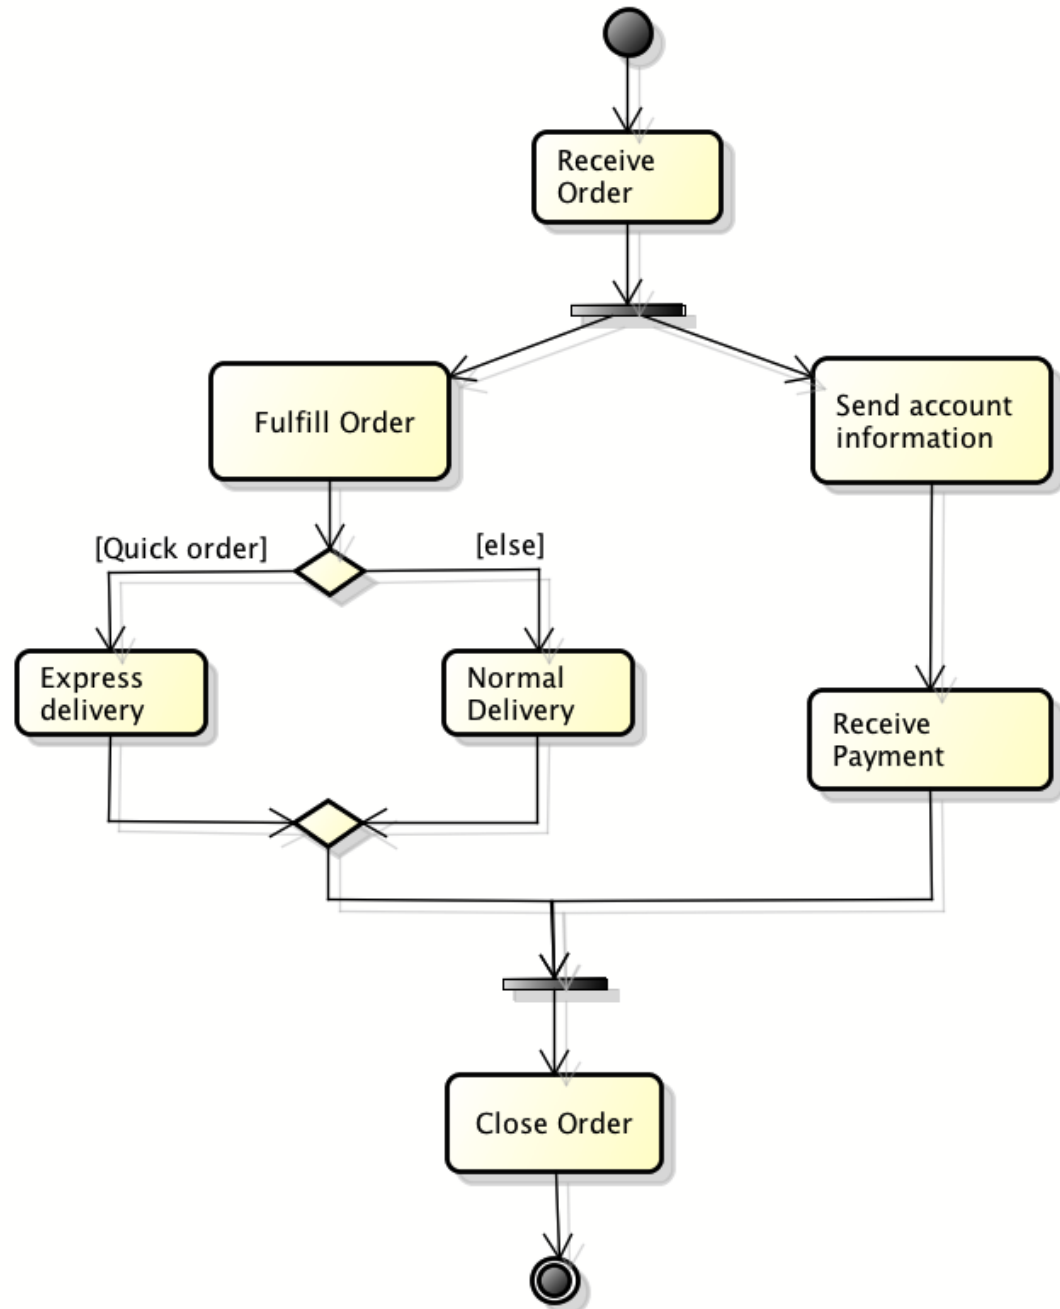 Receive
Order
Fulfill Order
Send account
information
[Quick order]
[else]
Express
delivery
Normal
Delivery
Receive
Payment
Close Order